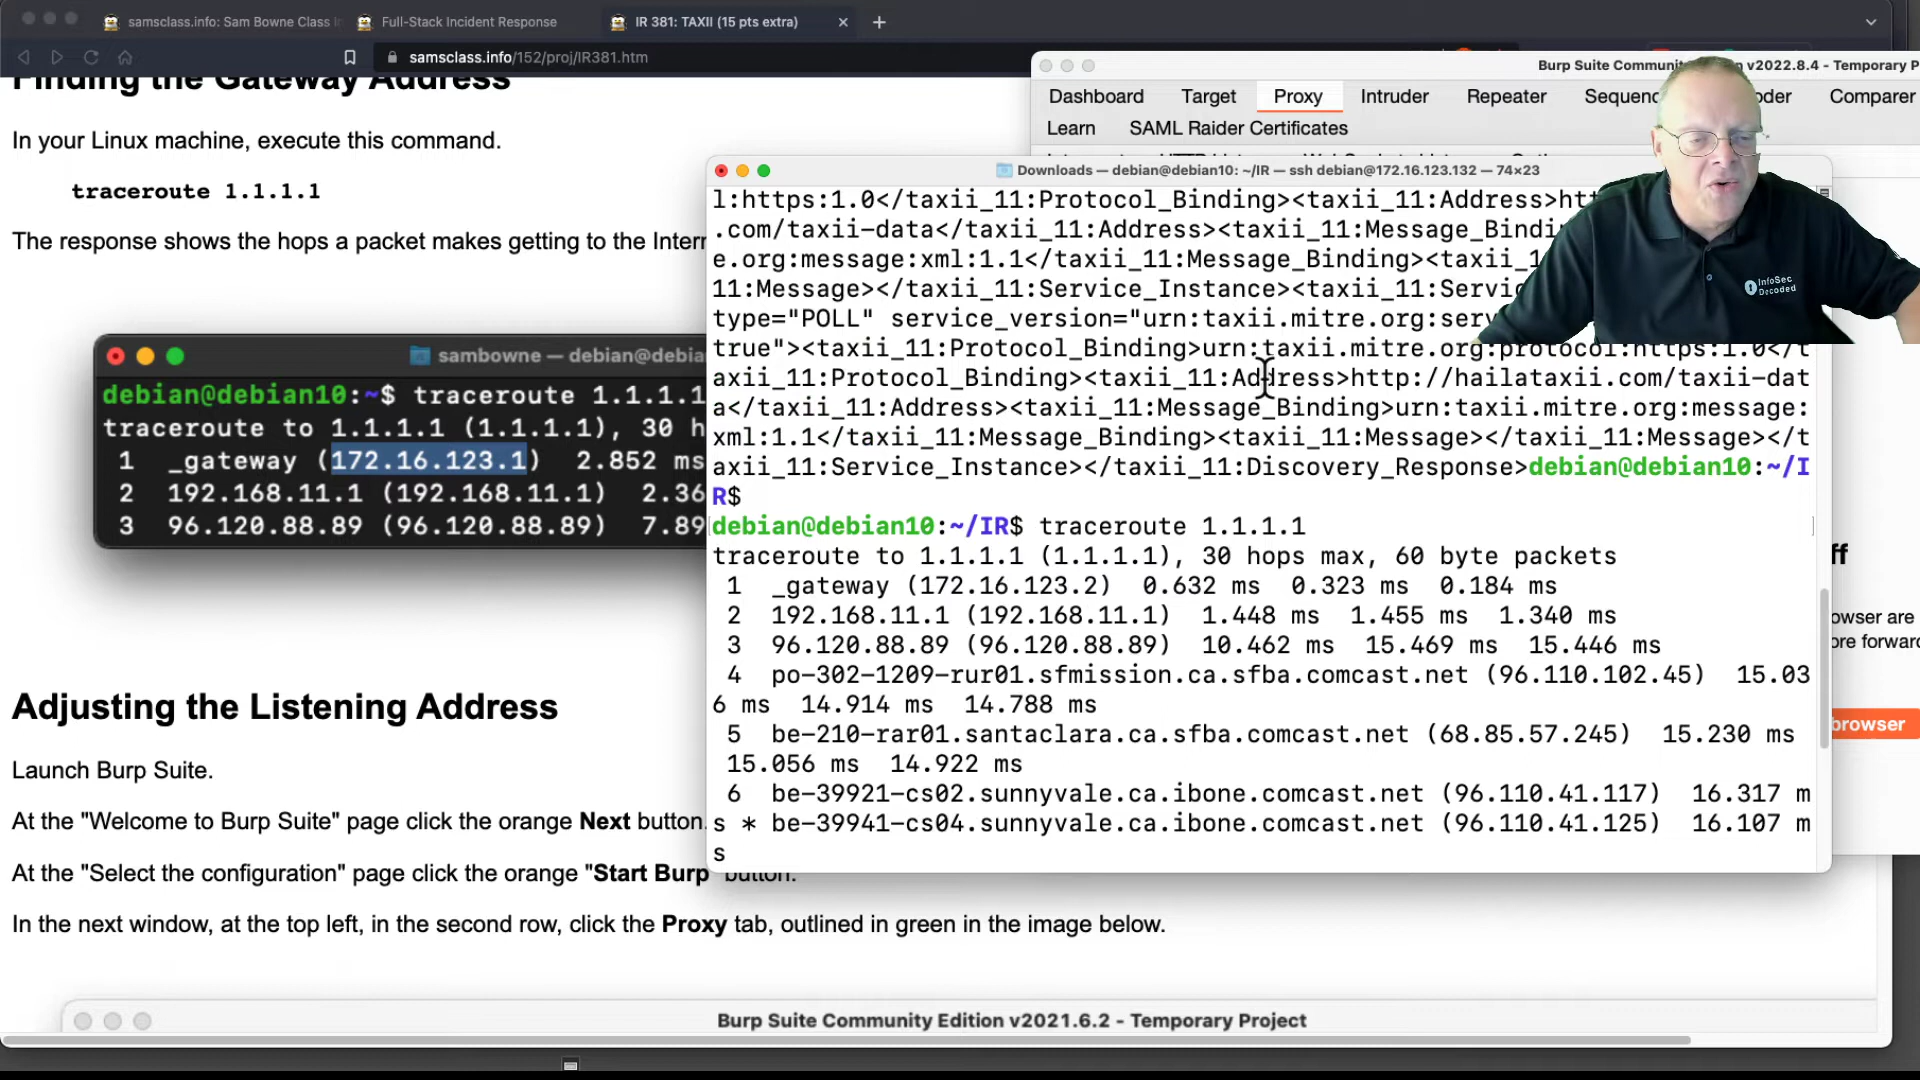 samsclass.info: Sam Bowne Class
Full-Stack Incident Response
IR 381: TAXII (15 pts extra)
samsclass.info/152/proj/IR381.htm
Finding the Gateway Address
In your Linux machine, execute this command.
traceroute 1.1.1.1
The response shows the hops a packet makes getting to the Intern
sambowne — debian@debia
debian@debian10:~$ traceroute 1.1.1.1
traceroute to 1.1.1.1 (1.1.1.1), 30 h
1 _gateway (172.16.123.1) 2.852 ms
2 192.168.11.1 (192.168.11.1) 2.36
3 96.120.88.89 (96.120.88.89) 7.89
Adjusting the Listening Address
Launch Burp Suite.
At the "Welcome to Burp Suite" page click the orange Next button.
At the "Select the configuration" page click the orange "Start Burp" button.
In the next window, at the top left, in the second row, click the Proxy tab, outlined in green in the image below.
Burp Suite Community Edition v2021.6.2 - Temporary Project
Burp Suite Communi v2022.8.4 - Temporary P
Dashboard Target Proxy Intruder Repeater Sequenc oder Comparer
Learn SAML Raider Certificates
Downloads — debian@debian10: ~/IR — ssh debian@172.16.123.132 — 74×23
l:https:1.0</taxii_11:Protocol_Binding><taxii_11:Address>htt
.com/taxii-data</taxii_11:Address><taxii_11:Message_Bindi
e.org:message:xml:1.1</taxii_11:Message_Binding><taxii_1
11:Message></taxii_11:Service_Instance><taxii_11:Servi
type="POLL" service_version="urn:taxii.mitre.org:serv
true"><taxii_11:Protocol_Binding>urn:taxii.mitre.org:protocol:https:1.0</t
axii_11:Protocol_Binding><taxii_11:Address>http://hailataxii.com/taxii-dat
a</taxii_11:Address><taxii_11:Message_Binding>urn:taxii.mitre.org:message:
xml:1.1</taxii_11:Message_Binding><taxii_11:Message></taxii_11:Message></t
axii_11:Service_Instance></taxii_11:Discovery_Response>debian@debian10:~/I
R$
debian@debian10:~/IR$ traceroute 1.1.1.1
traceroute to 1.1.1.1 (1.1.1.1), 30 hops max, 60 byte packets
1 _gateway (172.16.123.2) 0.632 ms 0.323 ms 0.184 ms
2 192.168.11.1 (192.168.11.1) 1.448 ms 1.455 ms 1.340 ms
3 96.120.88.89 (96.120.88.89) 10.462 ms 15.469 ms 15.446 ms
4 po-302-1209-rur01.sfmission.ca.sfba.comcast.net (96.110.102.45) 15.03
6 ms 14.914 ms 14.788 ms
5 be-210-rar01.santaclara.ca.sfba.comcast.net (68.85.57.245) 15.230 ms
15.056 ms 14.922 ms
6 be-39921-cs02.sunnyvale.ca.ibone.comcast.net (96.110.41.117) 16.317 m
s * be-39941-cs04.sunnyvale.ca.ibone.comcast.net (96.110.41.125) 16.107 m
s
InfoSec
Decoded
ff
owser are
ore forward
browser